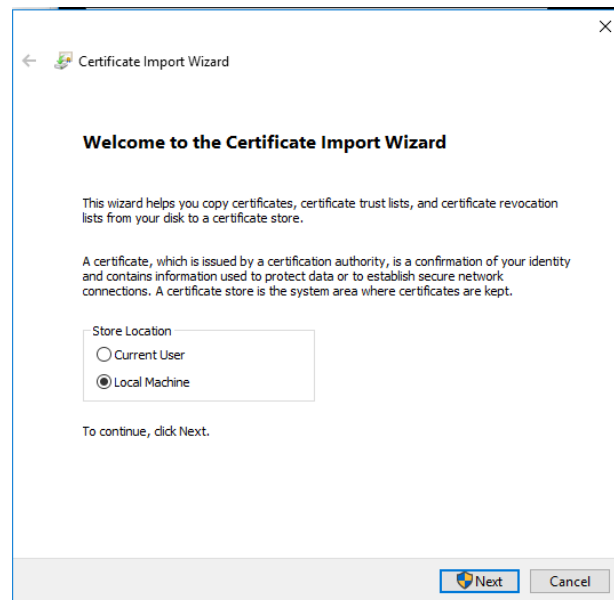 Certificate Import Wizard
Welcome to the Certificate Import Wizard
This wizard helps you copy certificates, certificate trust lists, and certificate revocation
lists from your disk to a certificate store.
A certificate, which is issued by a certification authority, is a confirmation of your identity
and contains information used to protect data or to establish secure network
connections. A certificate store is the system area where certificates are kept.
Store Location
Current User
Local Machine
To continue, click Next.
Next Cancel